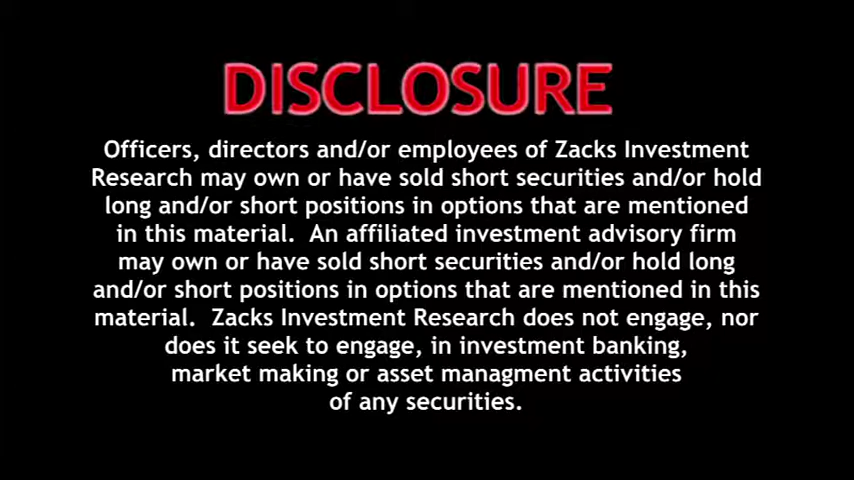 DISCLOSURE
Officers, directors and/or employees of Zacks Investment
Research may own or have sold short securities and/or hold
long and/or short positions in options that are mentioned
in this material.  An affiliated investment advisory firm
may own or have sold short securities and/or hold long
and/or short positions in options that are mentioned in this
material.  Zacks Investment Research does not engage, nor
does it seek to engage, in investment banking,
market making or asset managment activities
of any securities.